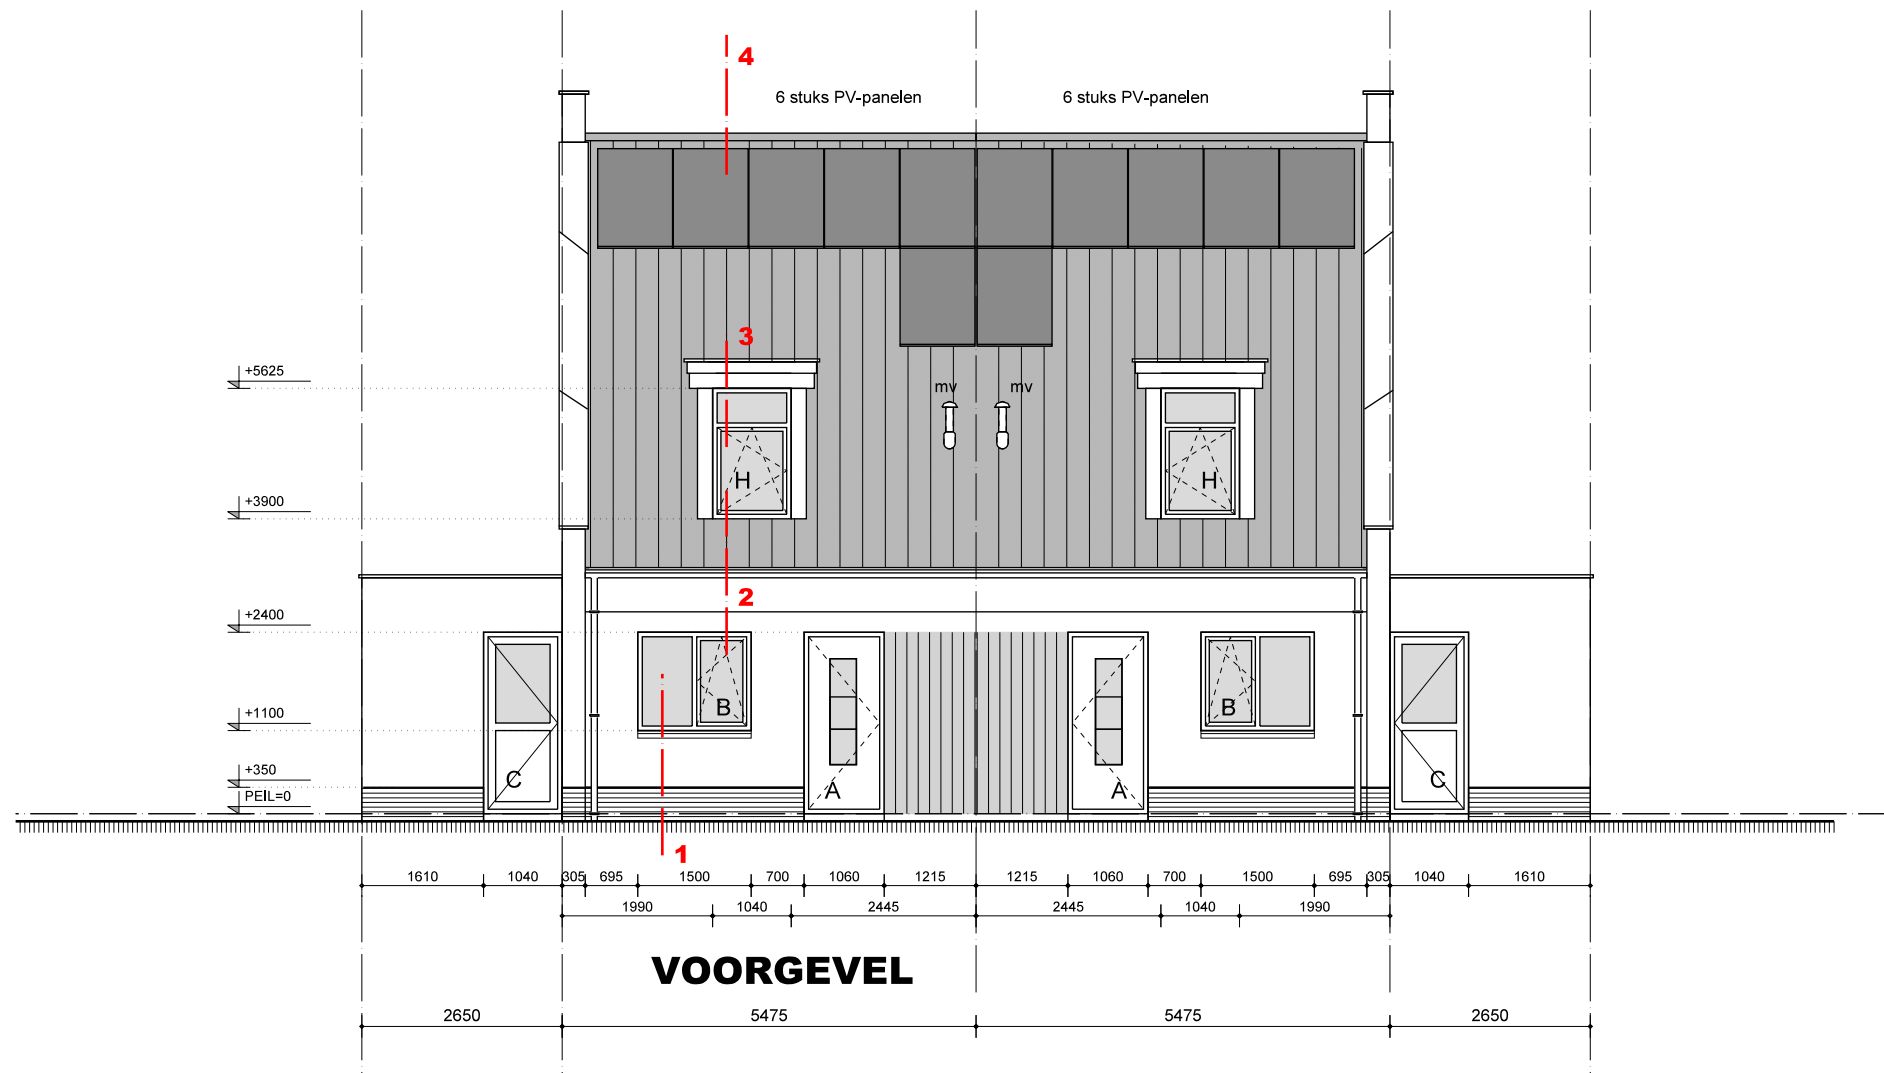 4
6 stuks PV-panelen 6 stuks PV-panelen
3
+5625
mv mv
H H
+3900
2
+2400
B B
+1100
+350
C A A C
PEIL=0
1
1610 1040 305 695 1500 700 1060 1215 1215 1060 700 1500 695 305 1040 1610
1990 1040 2445 2445 1040 1990
VOORGEVEL
2650 5475 5475 2650